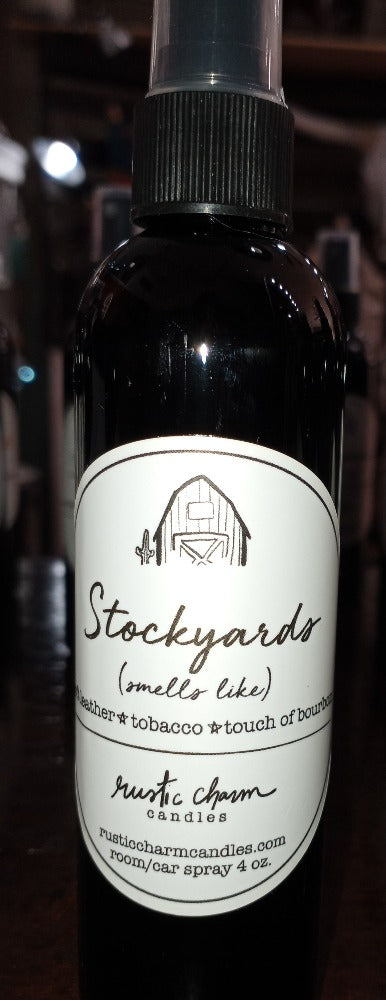 Stockyards
(smells like)
leather☆tobacco☆touch of bourbon
rustic charm
candles
rusticcharmcandles.com
room/car spray 4 oz.